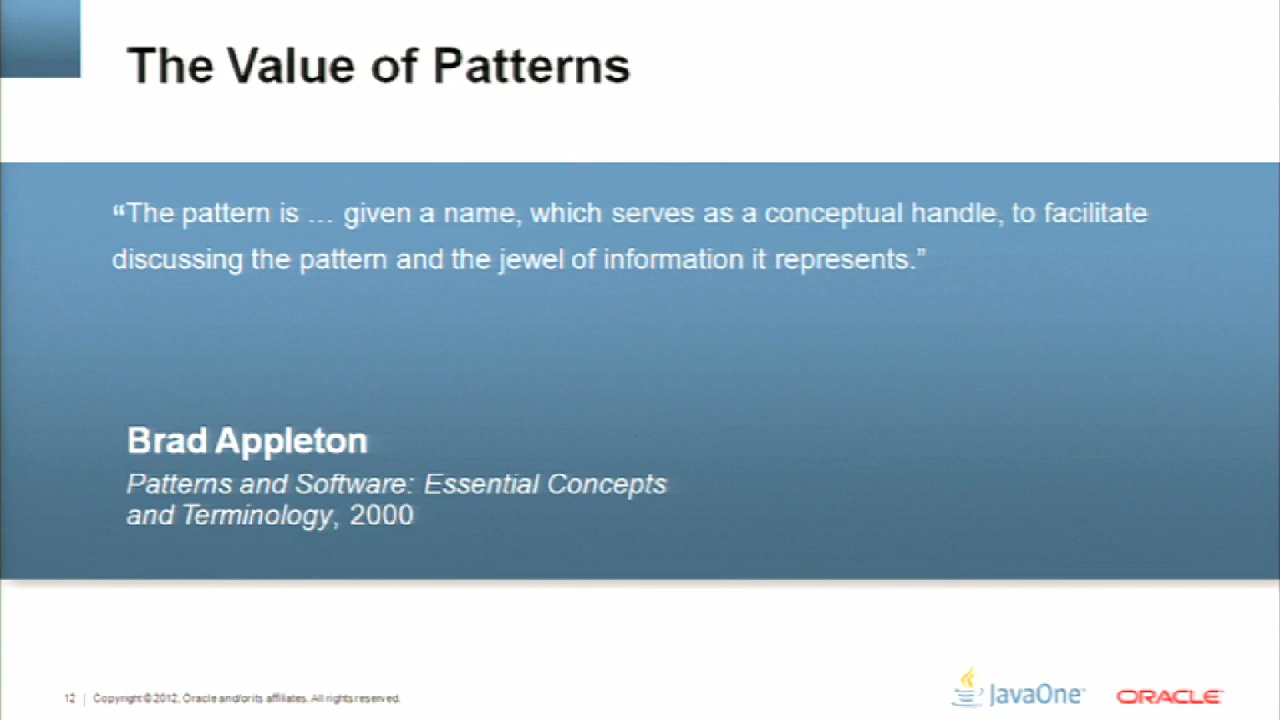 The Value of Patterns
“The pattern is … given a name, which serves as a conceptual handle, to facilitate
discussing the pattern and the jewel of information it represents.”
Brad Appleton
Patterns and Software: Essential Concepts
and Terminology, 2000
12 | Copyright © 2012, Oracle and/or its affiliates. All rights reserved.
JavaOne™
ORACLE®